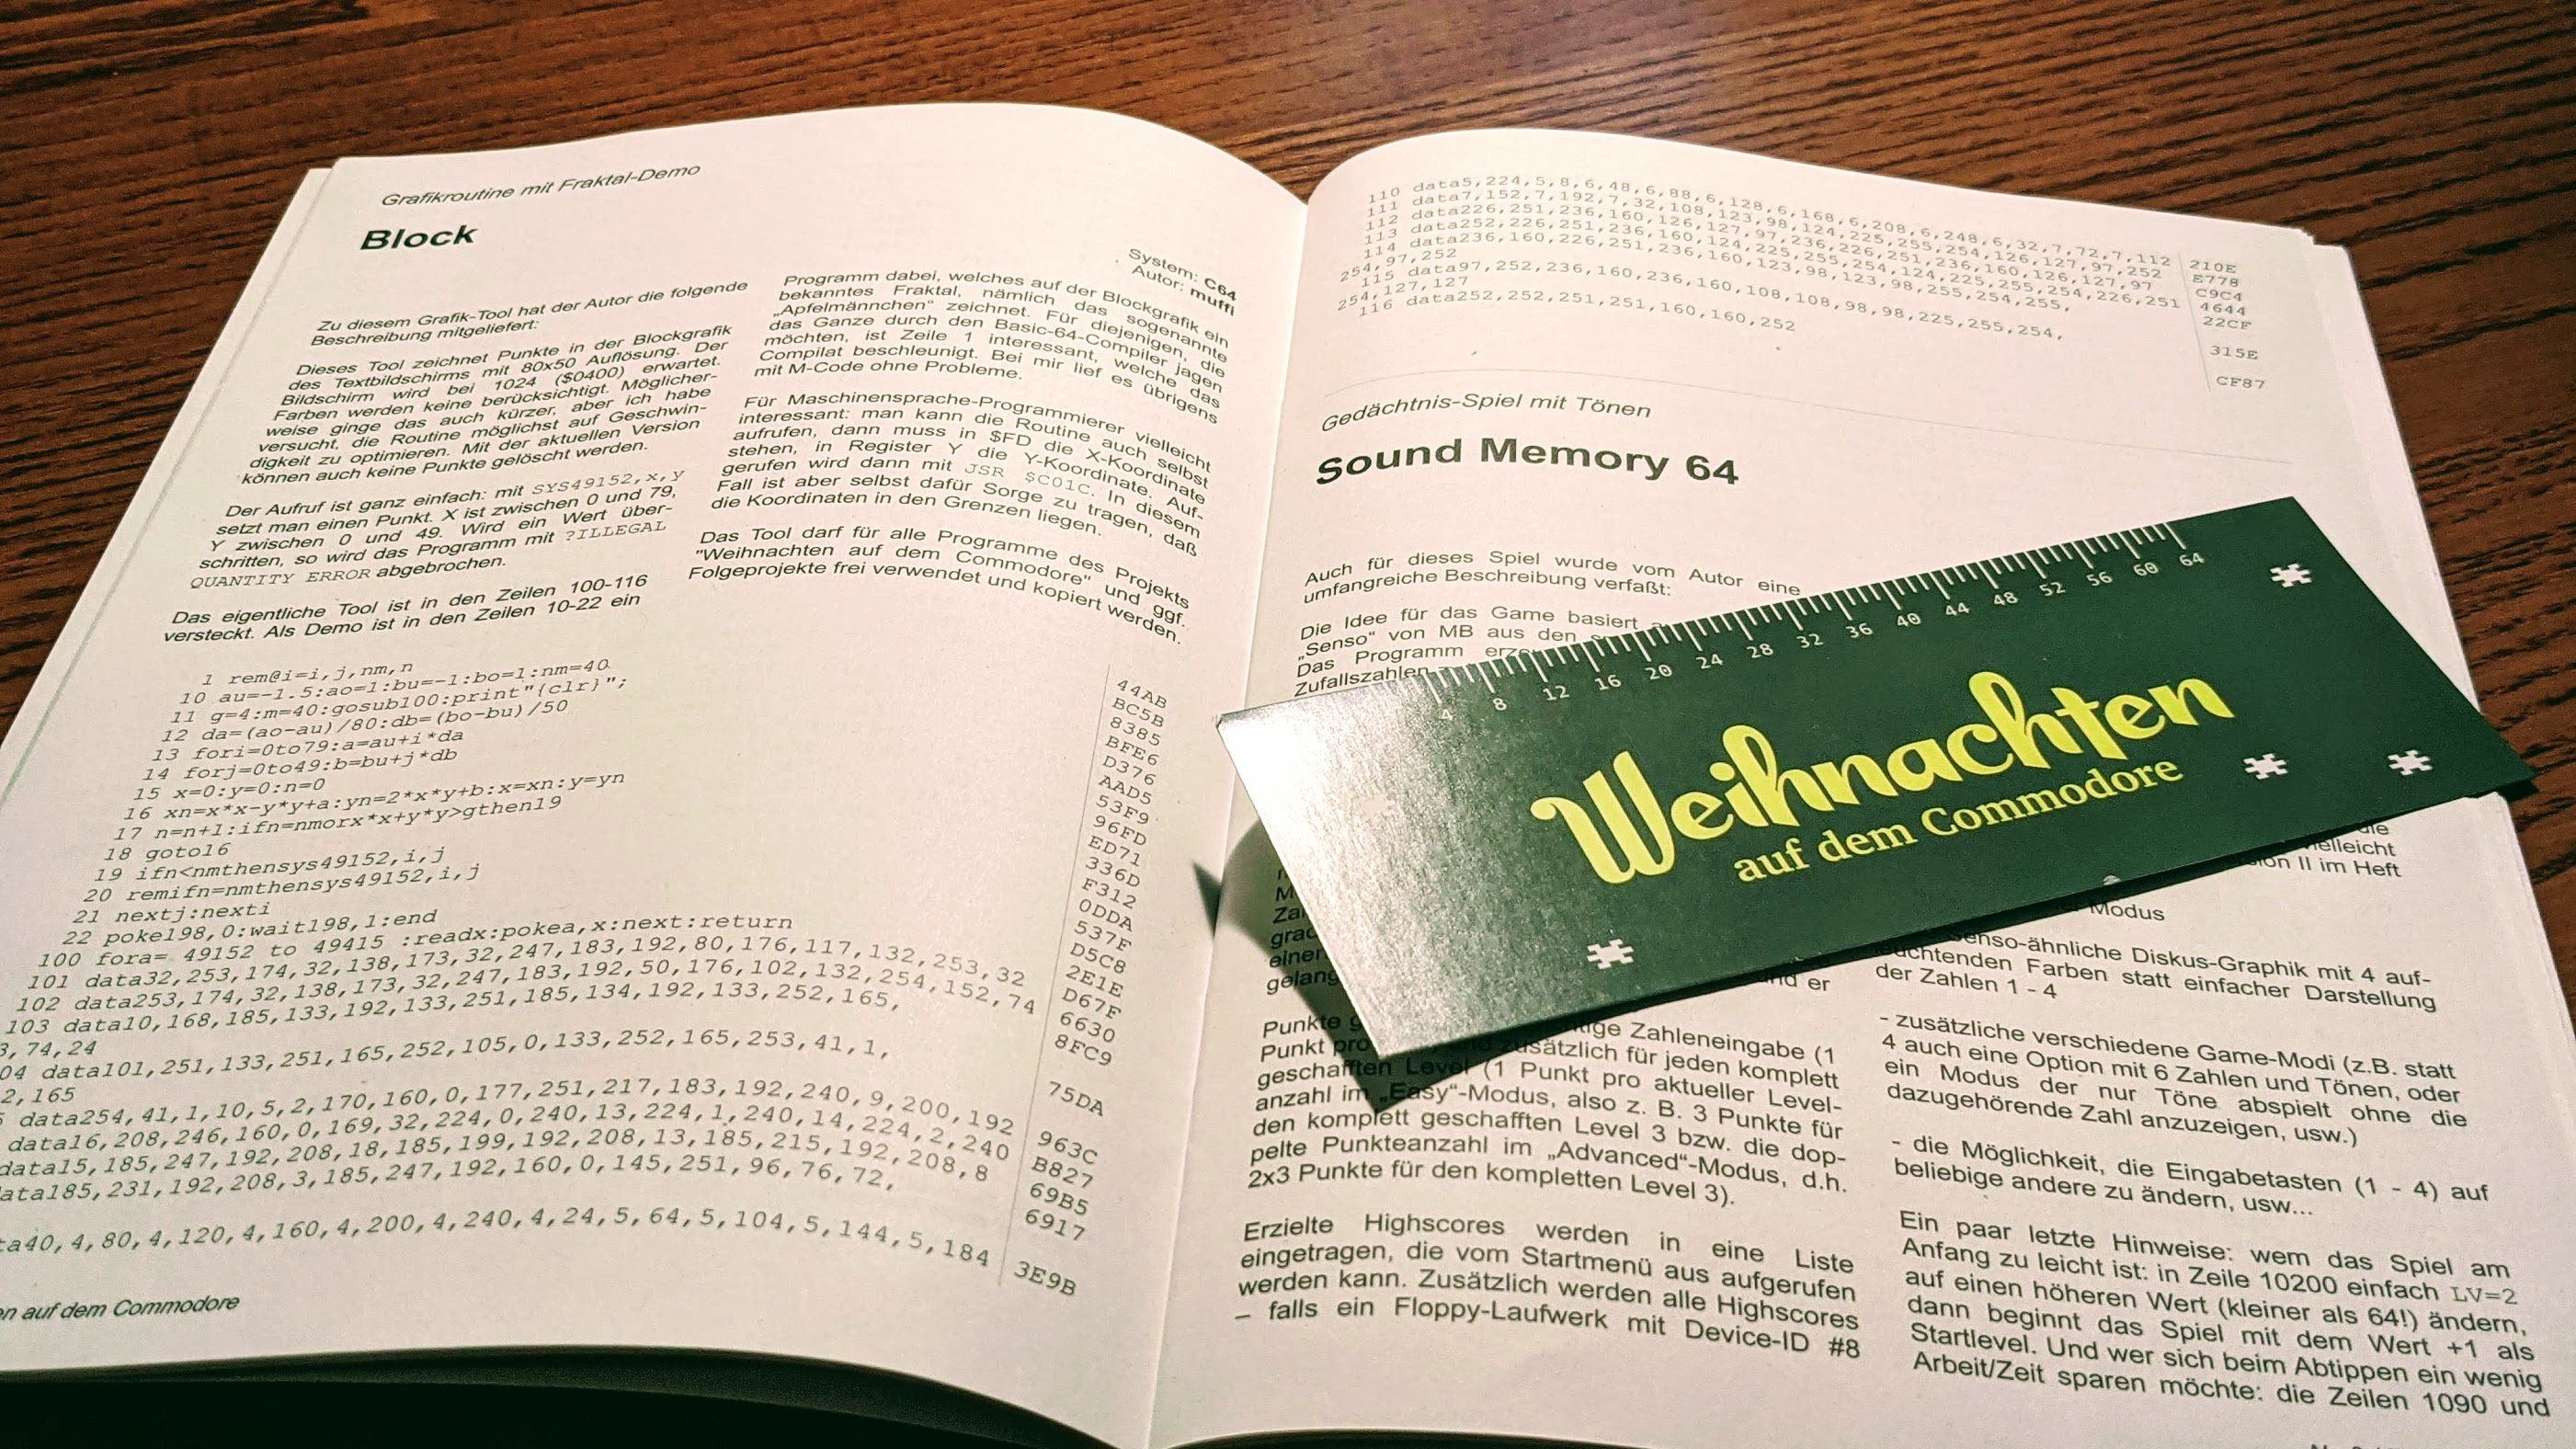 Grafikroutine mit Fraktal-Demo
Block
System: C64
Autor: muffi
Zu diesem Grafik-Tool hat der Autor die folgende
Beschreibung mitgeliefert:
Dieses Tool zeichnet Punkte in der Blockgrafik
des Textbildschirms mit 80x50 Auflösung. Der
Bildschirm wird bei 1024 ($0400) erwartet.
Farben werden keine berücksichtigt. Möglicher-
weise ginge das auch kürzer, aber ich habe
versucht, die Routine möglichst auf Geschwin-
digkeit zu optimieren. Mit der aktuellen Version
können auch keine Punkte gelöscht werden.
Der Aufruf ist ganz einfach: mit SYS49152,x,y
setzt man einen Punkt. X ist zwischen 0 und 79,
Y zwischen 0 und 49. Wird ein Wert über-
schritten, so wird das Programm mit ?ILLEGAL
QUANTITY ERROR abgebrochen.
Das eigentliche Tool ist in den Zeilen 100-116
versteckt. Als Demo ist in den Zeilen 10-22 ein
Programm dabei, welches auf der Blockgrafik ein
bekanntes Fraktal, nämlich das sogenannte
„Apfelmännchen“ zeichnet. Für diejenigen, die
das Ganze durch den Basic-64-Compiler jagen
möchten, ist Zeile 1 interessant, welche das
Compilat beschleunigt. Bei mir lief es übrigens
mit M-Code ohne Probleme.
Für Maschinensprache-Programmierer vielleicht
interessant: man kann die Routine auch selbst
aufrufen, dann muss in $FD die X-Koordinate
stehen, in Register Y die Y-Koordinate. Auf-
gerufen wird dann mit JSR $C01C. In diesem
Fall ist aber selbst dafür Sorge zu tragen, daß
die Koordinaten in den Grenzen liegen.
Das Tool darf für alle Programme des Projekts
"Weihnachten auf dem Commodore" und ggf.
Folgeprojekte frei verwendet und kopiert werden.
1 rem@i=i,j,nm,n 44AB
10 au=-1.5:ao=1:bu=-1:bo=1:nm=40 BC5B
11 g=4:m=40:gosub100:print"{clr}"; 8385
12 da=(ao-au)/80:db=(bo-bu)/50 BFE6
13 fori=0to79:a=au+i*da D376
14 forj=0to49:b=bu+j*db AAD5
15 x=0:y=0:n=0 53F9
16 xn=x*x-y*y+a:yn=2*x*y+b:x=xn:y=yn 96FD
17 n=n+1:ifn=nmorx*x+y*y>gthen19 ED71
18 goto16 336D
19 ifn<nmthensys49152,i,j F312
20 remifn=nmthensys49152,i,j 0DDA
21 nextj:nexti 537F
22 poke198,0:wait198,1:end D5C8
100 fora= 49152 to 49415 :readx:pokea,x:next:return 2E1E
101 data32,253,174,32,138,173,32,247,183,192,80,176,117,132,253,32 D67F
102 data253,174,32,138,173,32,247,183,192,50,176,102,132,254,152,74 6630
103 data10,168,185,133,192,133,251,185,134,192,133,252,165, 8FC9
3,74,24
04 data101,251,133,251,165,252,105,0,133,252,165,253,41,1, 75DA
2,165
data254,41,1,10,5,2,170,160,0,177,251,217,183,192,240,9,200,192 963C
data16,208,246,160,0,169,32,224,0,240,13,224,1,240,14,224,2,240 B827
data15,185,247,192,208,18,185,199,192,208,13,185,215,192,208,8 69B5
ata185,231,192,208,3,185,247,192,160,0,145,251,96,76,72, 6917
ta40,4,80,4,120,4,160,4,200,4,240,4,24,5,64,5,104,5,144,5,184 3E9B
en auf dem Commodore
110 data5,224,5,8,6,48,6,88,6,128,6,168,6,208,6,248,6,32,7,72,7,112 210E
111 data7,152,7,192,7,32,108,123,98,124,225,255,254,126,127,97,252 E778
112 data226,251,236,160,126,127,97,236,226,251,236,160,126,127,97 C9C4
113 data252,226,251,236,160,124,225,255,254,124,225,255,254,226,251 4644
114 data236,160,226,251,236,160,123,98,123,98,255,254,255, 22CF
254,97,252
115 data97,252,236,160,236,160,108,108,98,98,225,255,254, 315E
254,127,127
116 data252,252,251,251,160,160,252 CF87
Gedächtnis-Spiel mit Tönen
Sound Memory 64
Auch für dieses Spiel wurde vom Autor eine
umfangreiche Beschreibung verfaßt:
Die Idee für das Game basiert
„Senso“ von MB aus den
Das Programm
Zufallszahlen
4 8 12 16 20 24 28 32 36 40 44 48 52 56 60 64
Weihnachten
auf dem Commodore
einen
Punkte
Punkt pro zusätzlich für jeden komplett
geschafften Level (1 Punkt pro aktueller Level-
anzahl im „Easy“-Modus, also z. B. 3 Punkte für
den komplett geschafften Level 3 bzw. die dop-
pelte Punkteanzahl im „Advanced“-Modus, d.h.
2x3 Punkte für den kompletten Level 3).
Erzielte Highscores werden in eine Liste
eingetragen, die vom Startmenü aus aufgerufen
werden kann. Zusätzlich werden alle Highscores
– falls ein Floppy-Laufwerk mit Device-ID #8
die
vielleicht
II im Heft
Modus
Senso-ähnliche Diskus-Graphik mit 4 auf-
leuchtenden Farben statt einfacher Darstellung
der Zahlen 1 - 4
- zusätzliche verschiedene Game-Modi (z.B. statt
4 auch eine Option mit 6 Zahlen und Tönen, oder
ein Modus der nur Töne abspielt ohne die
dazugehörende Zahl anzuzeigen, usw.)
- die Möglichkeit, die Eingabetasten (1 - 4) auf
beliebige andere zu ändern, usw...
Ein paar letzte Hinweise: wem das Spiel am
Anfang zu leicht ist: in Zeile 10200 einfach LV=2
auf einen höheren Wert (kleiner als 64!) ändern,
dann beginnt das Spiel mit dem Wert +1 als
Startlevel. Und wer sich beim Abtippen ein wenig
Arbeit/Zeit sparen möchte: die Zeilen 1090 und